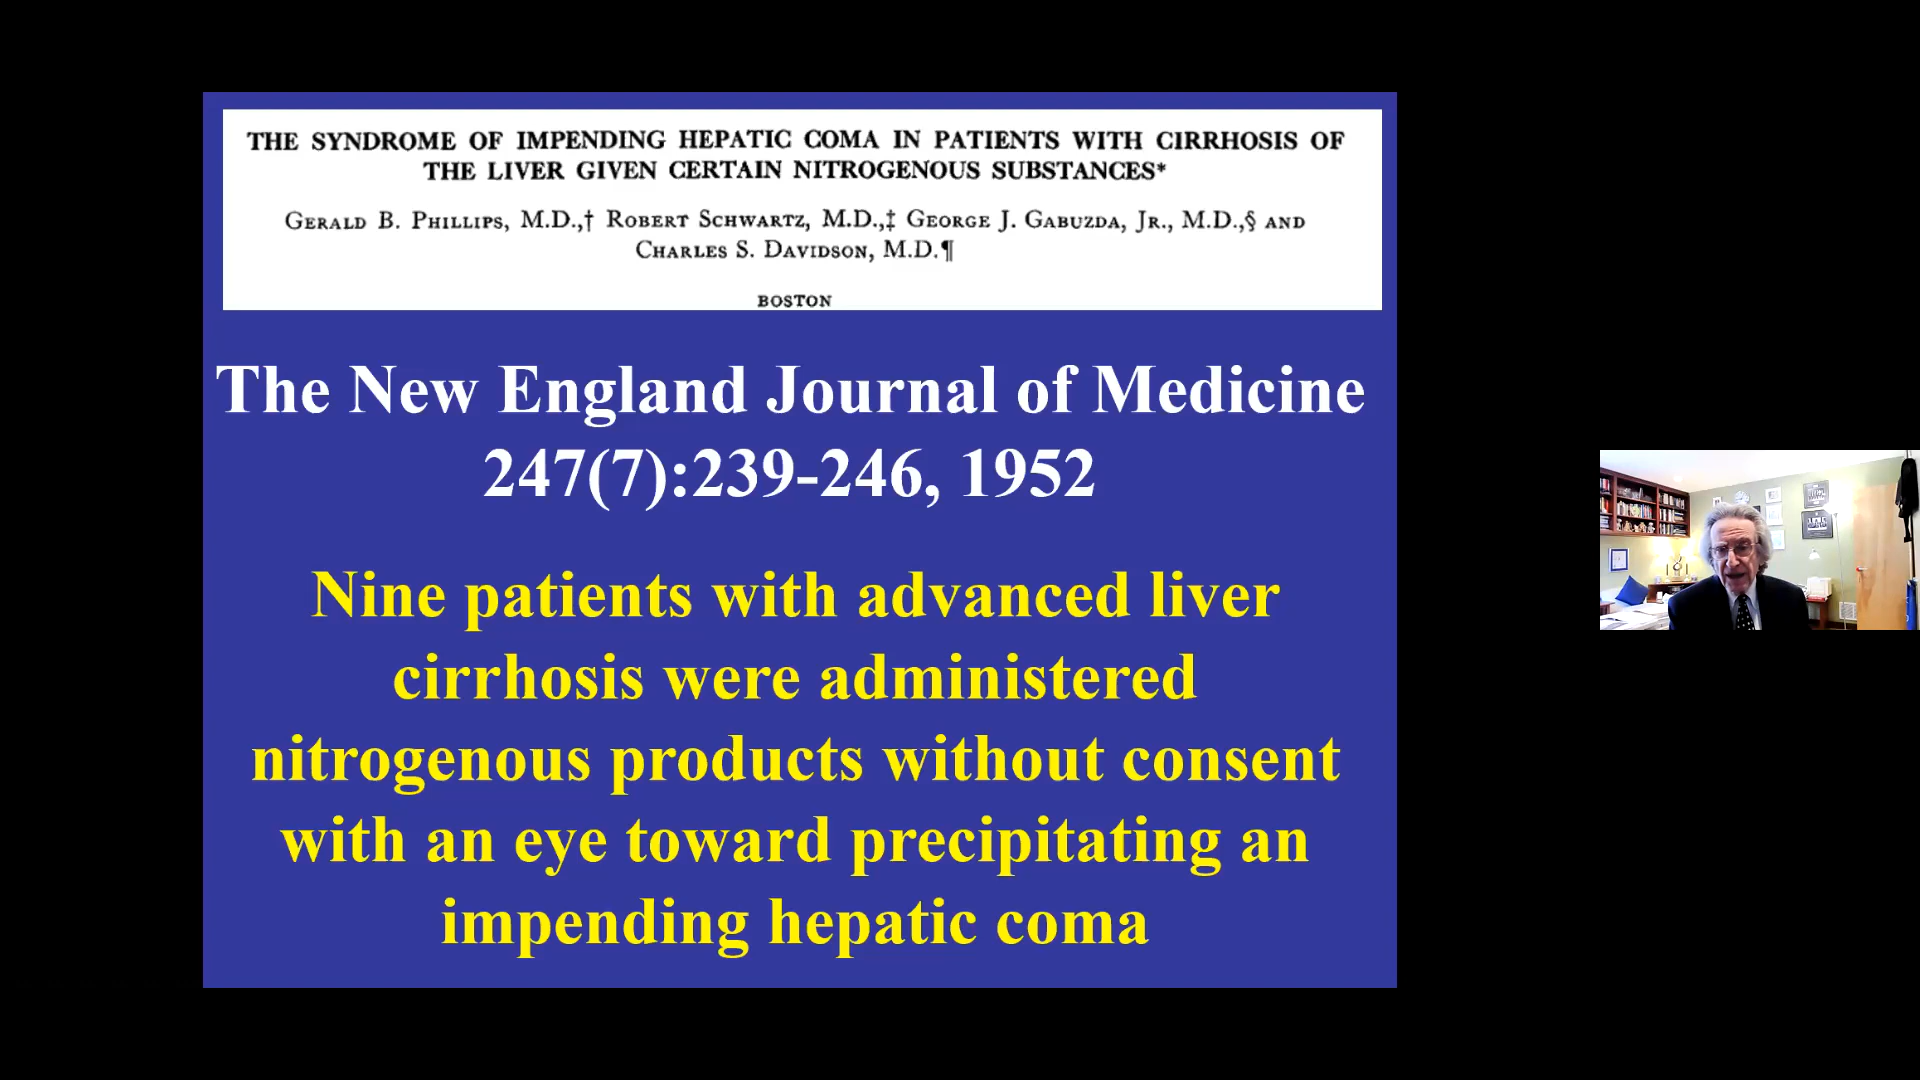 THE SYNDROME OF IMPENDING HEPATIC COMA IN PATIENTS WITH CIRRHOSIS OF
THE LIVER GIVEN CERTAIN NITROGENOUS SUBSTANCES*
GERALD B. PHILLIPS, M.D.,† ROBERT SCHWARTZ, M.D.,‡ GEORGE J. GABUZDA, JR., M.D.,§ AND
CHARLES S. DAVIDSON, M.D.¶
BOSTON
The New England Journal of Medicine
247(7):239-246, 1952
Nine patients with advanced liver
cirrhosis were administered
nitrogenous products without consent
with an eye toward precipitating an
impending hepatic coma